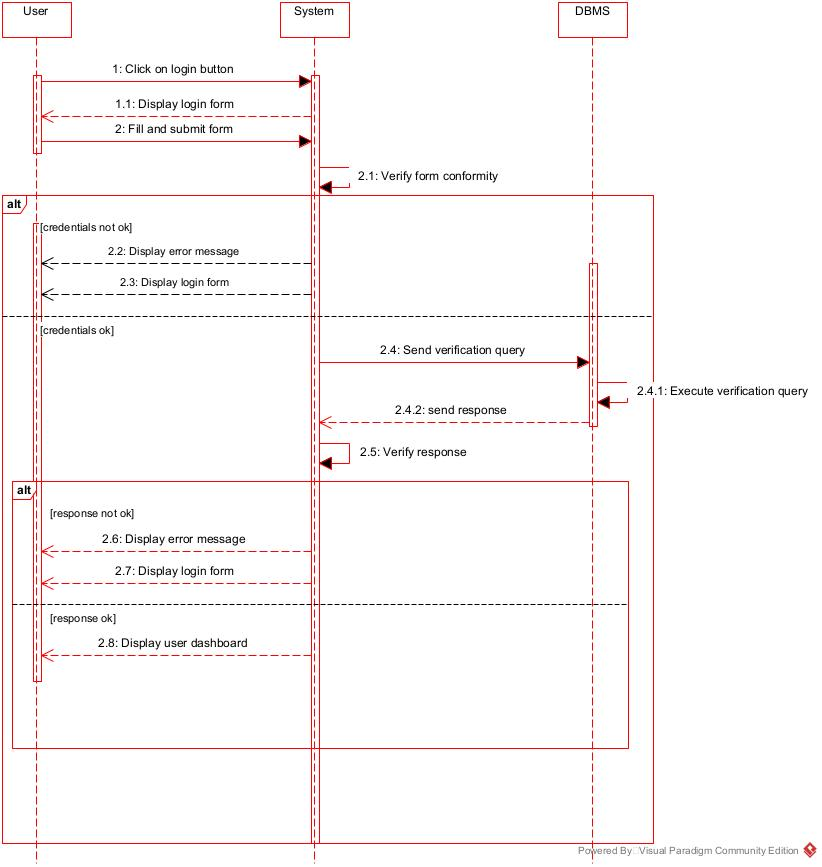 User
System
DBMS
1: Click on login button
1.1: Display login form
2: Fill and submit form
2.1: Verify form conformity
alt
[credentials not ok]
2.2: Display error message
2.3: Display login form
[credentials ok]
2.4: Send verification query
2.4.1: Execute verification query
2.4.2: send response
2.5: Verify response
alt
[response not ok]
2.6: Display error message
2.7: Display login form
[response ok]
2.8: Display user dashboard
Powered By Visual Paradigm Community Edition